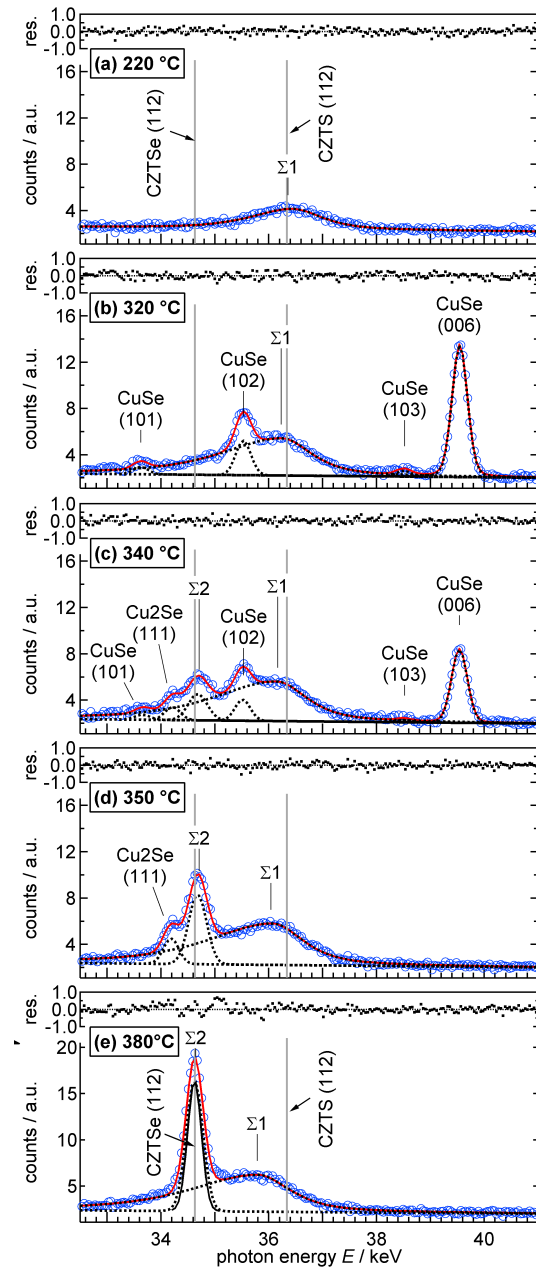 res.
1.0
0.0
-1.0
(a) 220 °C
counts / a.u.
16
12
8
4
CZTSe (112)
CZTS (112)
Σ1
res.
1.0
0.0
-1.0
(b) 320 °C
counts / a.u.
16
12
8
4
CuSe
(101)
CuSe
(102)
Σ1
CuSe
(103)
CuSe
(006)
res.
1.0
0.0
-1.0
(c) 340 °C
counts / a.u.
16
12
8
4
CuSe
(101)
Cu2Se
(111)
Σ2
CuSe
(102)
Σ1
CuSe
(103)
CuSe
(006)
res.
1.0
0.0
-1.0
(d) 350 °C
counts / a.u.
16
12
8
4
Cu2Se
(111)
Σ2
Σ1
res.
1.0
0.0
-1.0
(e) 380°C
counts / a.u.
20
15
10
5
CZTSe (112)
Σ2
Σ1
CZTS (112)
34
36
38
40
photon energy E / keV